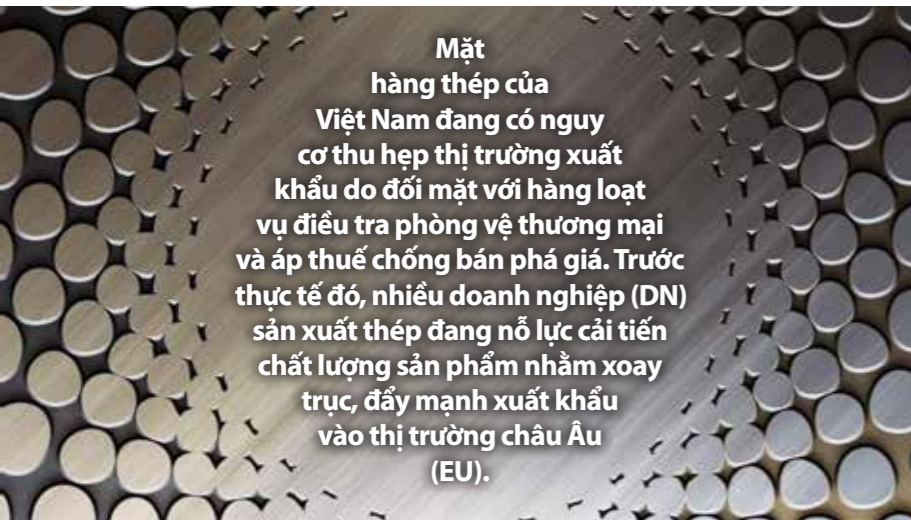 Mặt
hàng thép của
Việt Nam đang có nguy
cơ thu hẹp thị trường xuất
khẩu do đối mặt với hàng loạt
vụ điều tra phòng vệ thương mại
và áp thuế chống bán phá giá. Trước
thực tế đó, nhiều doanh nghiệp (DN)
sản xuất thép đang nỗ lực cải tiến
chất lượng sản phẩm nhằm xoay
trục, đẩy mạnh xuất khẩu
vào thị trường châu Âu
(EU).